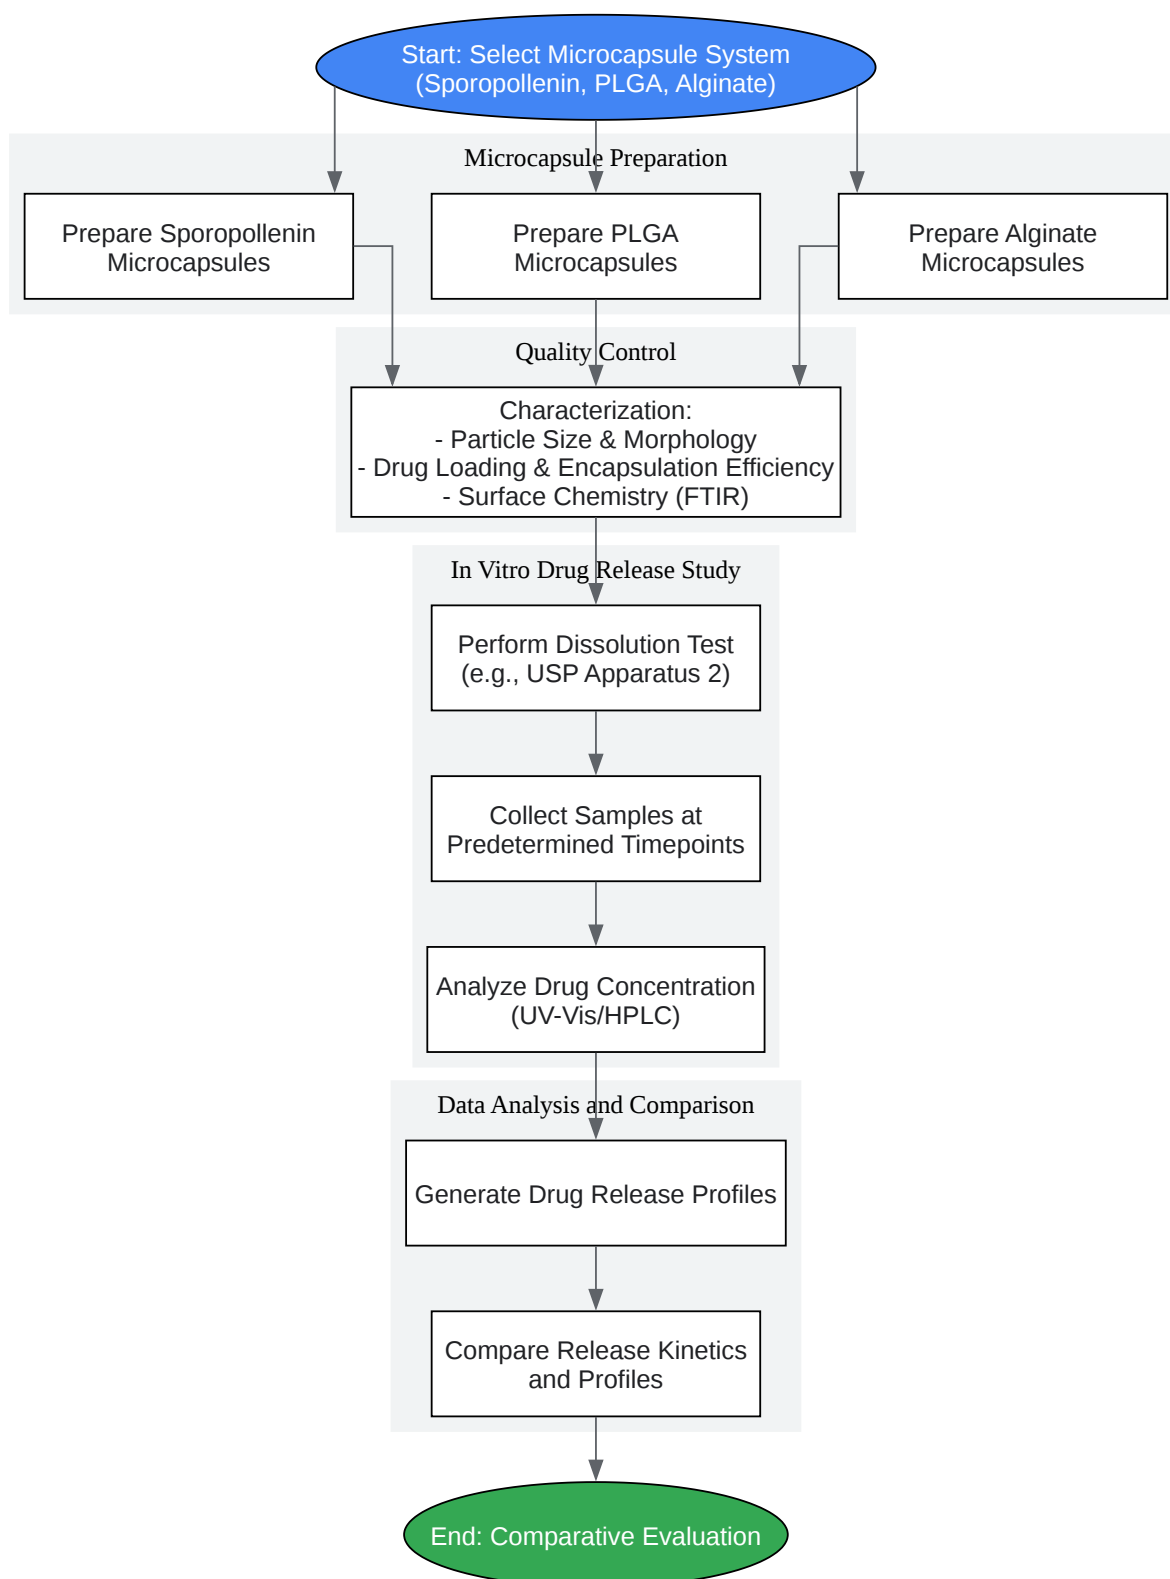 Start: Select Microcapsule System
(Sporopollenin, PLGA, Alginate)
Microcapsule Preparation
Prepare Sporopollenin
Microcapsules
Prepare PLGA
Microcapsules
Prepare Alginate
Microcapsules
Quality Control
Characterization:
- Particle Size & Morphology
- Drug Loading & Encapsulation Efficiency
- Surface Chemistry (FTIR)
In Vitro Drug Release Study
Perform Dissolution Test
(e.g., USP Apparatus 2)
Collect Samples at
Predetermined Timepoints
Analyze Drug Concentration
(UV-Vis/HPLC)
Data Analysis and Comparison
Generate Drug Release Profiles
Compare Release Kinetics
and Profiles
End: Comparative Evaluation